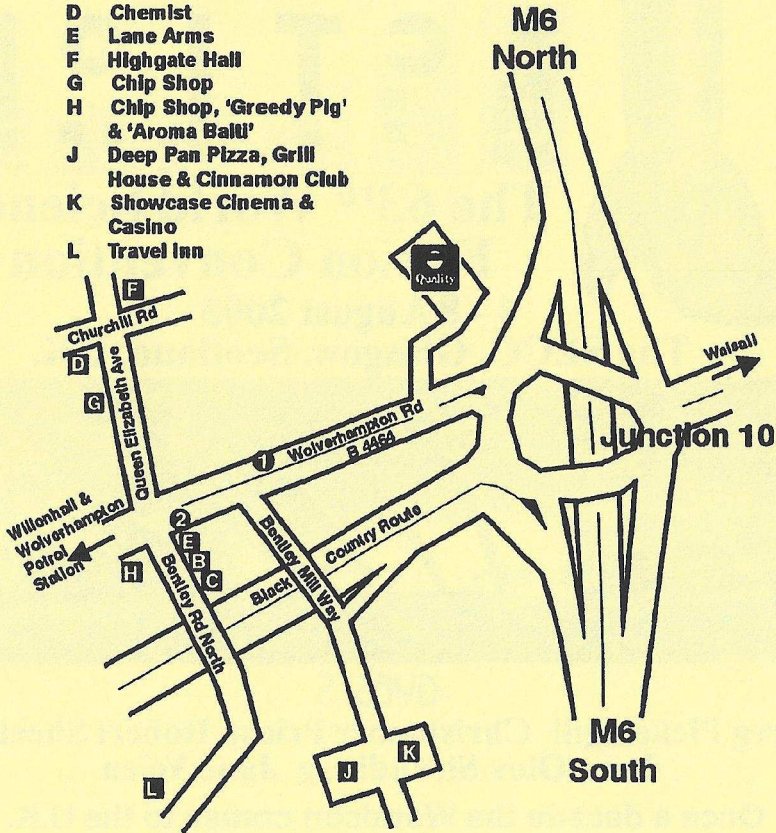 D Chemist
E Lane Arms
F Highgate Hall
G Chip Shop
H Chip Shop, 'Greedy Pig'
& 'Aroma Balti'
J Deep Pan Pizza, Grill
House & Cinnamon Club
K Showcase Cinema &
Casino
L Travel Inn
M6
North
Quality
F
Churchill Rd
D
G
Queen Elizabeth Ave
Walsall
Junction 10
1
Wolverhampton Rd
B 4464
Willenhall &
Wolverhampton
Petrol
Station
2
E
B
C
H
Bentley Rd North
Bentley Mill Way
Black Country Route
L
J
K
M6
South